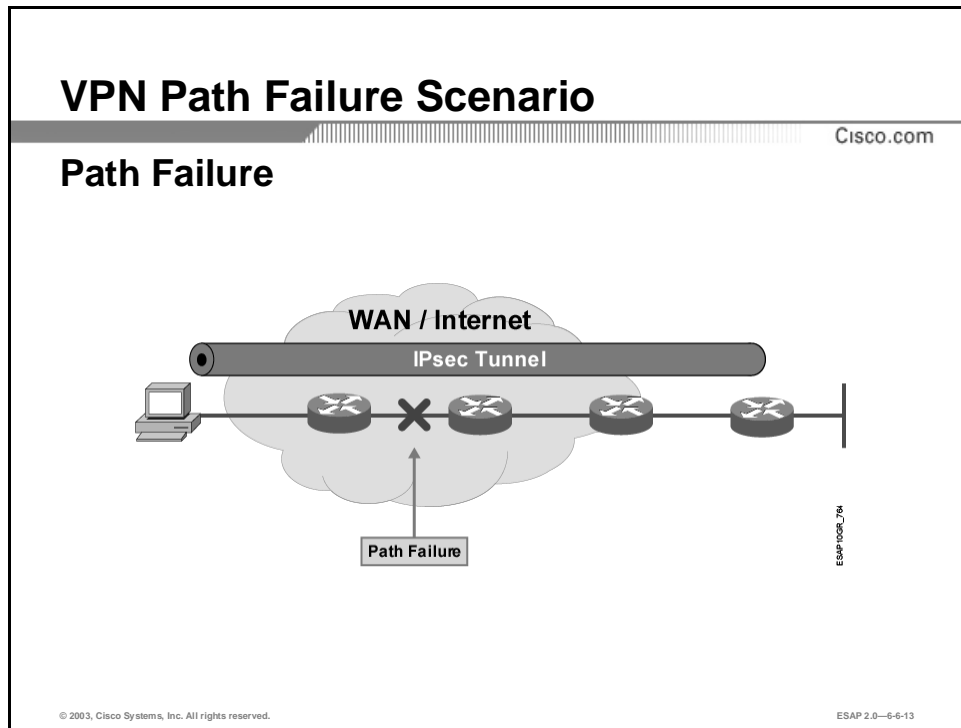 VPN Path Failure Scenario
Cisco.com
Path Failure
WAN / Internet
IPsec Tunnel
Path Failure
ESAP10GR_764
© 2003, Cisco Systems, Inc. All rights reserved.
ESAP 2.0—6-6-13